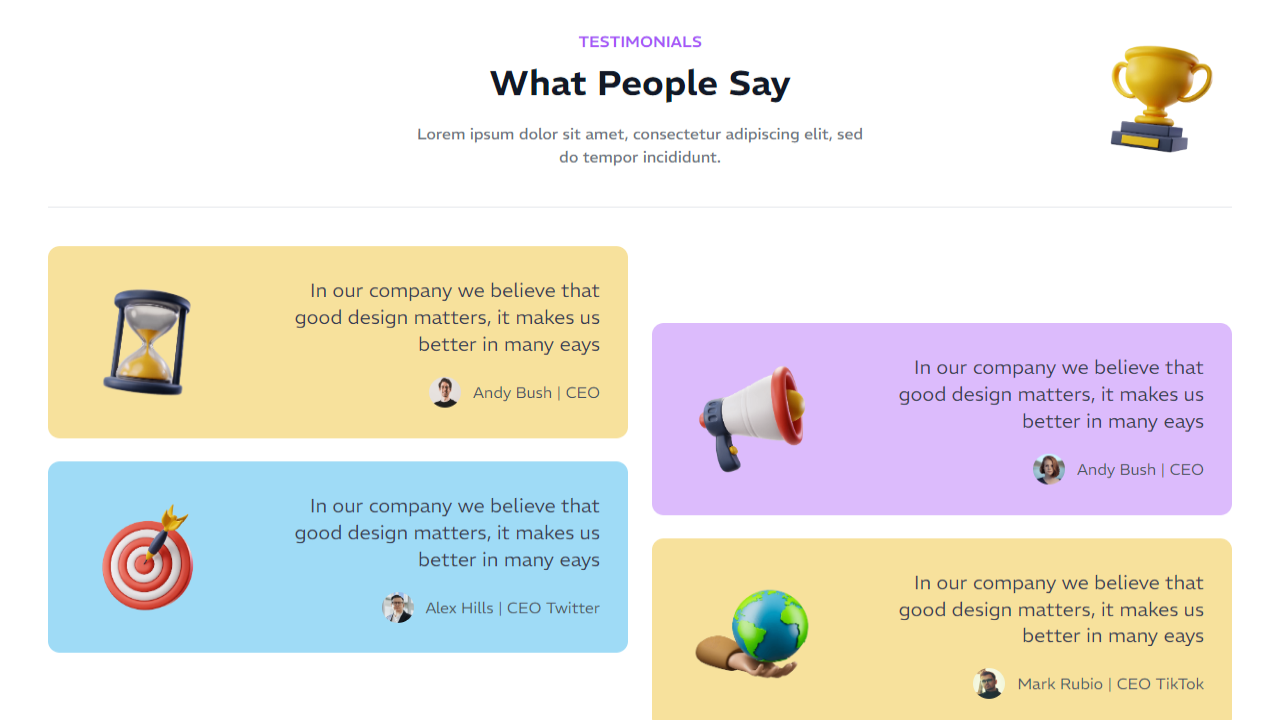 TESTIMONIALS
What People Say
Lorem ipsum dolor sit amet, consectetur adipiscing elit, sed
do tempor incididunt.
In our company we believe that
good design matters, it makes us
better in many eays
Andy Bush | CEO
In our company we believe that
good design matters, it makes us
better in many eays
Alex Hills | CEO Twitter
In our company we believe that
good design matters, it makes us
better in many eays
Andy Bush | CEO
In our company we believe that
good design matters, it makes us
better in many eays
Mark Rubio | CEO TikTok